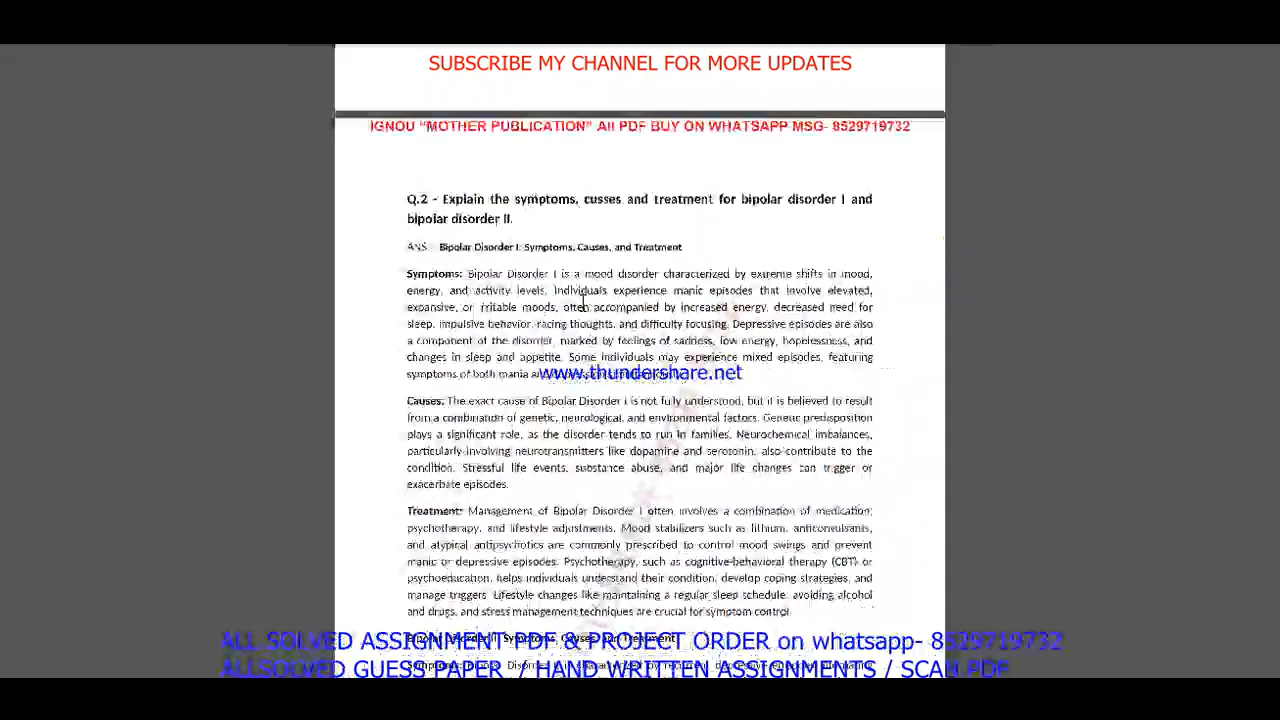 SUBSCRIBE MY CHANNEL FOR MORE UPDATES
IGNOU "MOTHER PUBLICATION" All PDF BUY ON WHATSAPP MSG- 8529719732
Q.2 - Explain the symptoms, cusses and treatment for bipolar disorder I and
bipolar disorder II.
ANS. Bipolar Disorder I: Symptoms, Causes, and Treatment
Symptoms: Bipolar Disorder I is a mood disorder characterized by extreme shifts in mood,
energy, and activity levels. Individuals experience manic episodes that involve elevated,
expansive, or irritable moods, often accompanied by increased energy, decreased need for
sleep, impulsive behavior, racing thoughts, and difficulty focusing. Depressive episodes are also
a component of the disorder, marked by feelings of sadness, low energy, hopelessness, and
changes in sleep and appetite. Some individuals may experience mixed episodes, featuring
symptoms of both mania
www.thundershare.net
Causes: The exact cause of Bipolar Disorder I is not fully understood, but it is believed to result
from a combination of genetic, neurological, and environmental factors. Genetic predisposition
plays a significant role, as the disorder tends to run in families. Neurochemical imbalances,
particularly involving neurotransmitters like dopamine and serotonin, also contribute to the
condition. Stressful life events, substance abuse, and major life changes can trigger or
exacerbate episodes.
Treatment: Management of Bipolar Disorder I often involves a combination of medication,
psychotherapy, and lifestyle adjustments. Mood stabilizers such as lithium, anticonvulsants,
and atypical antipsychotics are commonly prescribed to control mood swings and prevent
manic or depressive episodes. Psychotherapy, such as cognitive-behavioral therapy (CBT) or
psychoeducation, helps individuals understand their condition, develop coping strategies, and
manage triggers. Lifestyle changes like maintaining a regular sleep schedule, avoiding alcohol
and drugs, and stress management techniques are crucial for symptom control.
ALL SOLVED ASSIGNMENT PDF & PROJECT ORDER on whatsapp- 8529719732
ALLSOLVED GUESS PAPER / HAND WRITTEN ASSIGNMENTS / SCAN PDF